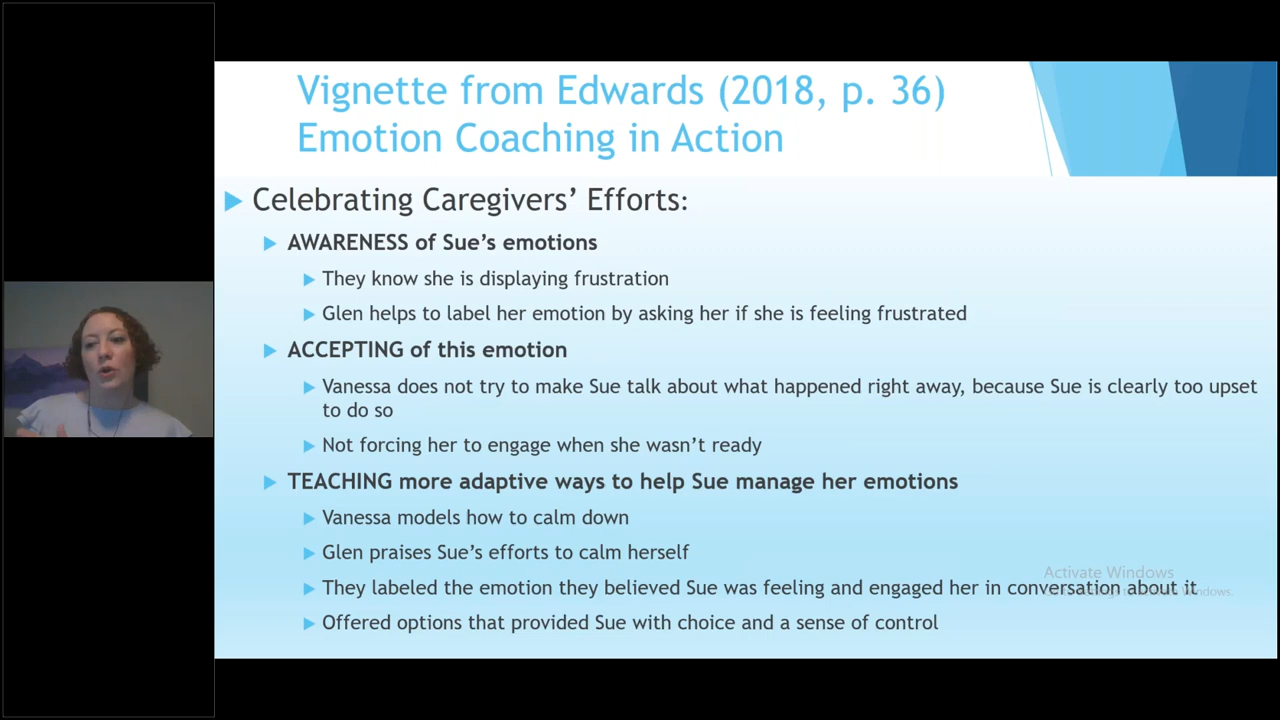 Vignette from Edwards (2018, p. 36)
Emotion Coaching in Action
Celebrating Caregivers’ Efforts:
AWARENESS of Sue’s emotions
They know she is displaying frustration
Glen helps to label her emotion by asking her if she is feeling frustrated
ACCEPTING of this emotion
Vanessa does not try to make Sue talk about what happened right away, because Sue is clearly too upset
to do so
Not forcing her to engage when she wasn’t ready
TEACHING more adaptive ways to help Sue manage her emotions
Vanessa models how to calm down
Glen praises Sue’s efforts to calm herself
Activate Windows
They labeled the emotion they believed Sue was feeling and engaged her in conversation about it
Windows.
Offered options that provided Sue with choice and a sense of control